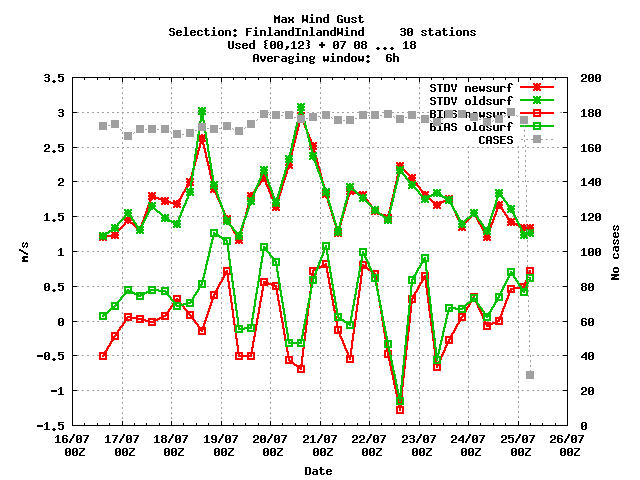 Max Wind Gust
Selection: FinlandInlandWind 30 stations
Used {00,12} + 07 08 ... 18
Averaging window: 6h
STDV newsurf
STDV oldsurf
BIAS newsurf
BIAS oldsurf
CASES
3.5
3
2.5
2
1.5
1
0.5
0
-0.5
-1
-1.5
m/s
200
180
160
140
120
100
80
60
40
20
0
No cases
16/07 17/07 18/07 19/07 20/07 21/07 22/07 23/07 24/07 25/07 26/07
00Z 00Z 00Z 00Z 00Z 00Z 00Z 00Z 00Z 00Z 00Z
Date